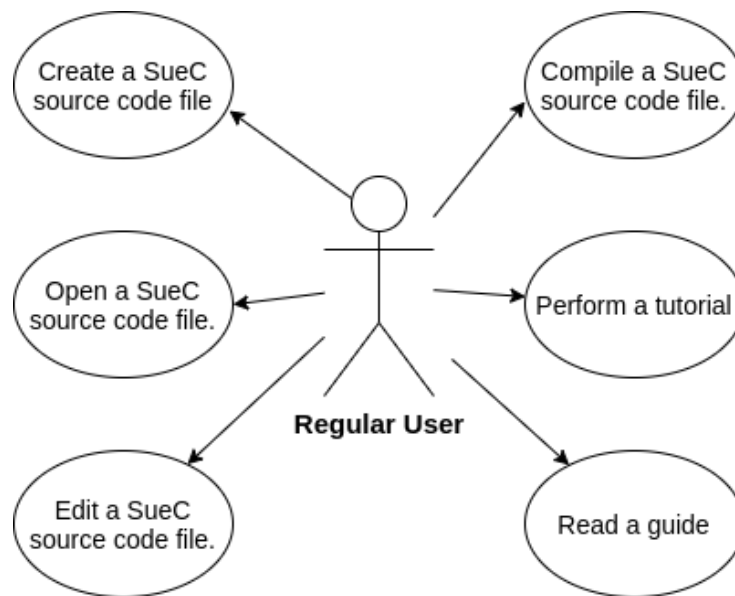 Create a SueC
source code file
Compile a SueC
source code file.
Open a SueC
source code file.
Perform a tutorial
Regular User
Edit a SueC
source code file.
Read a guide